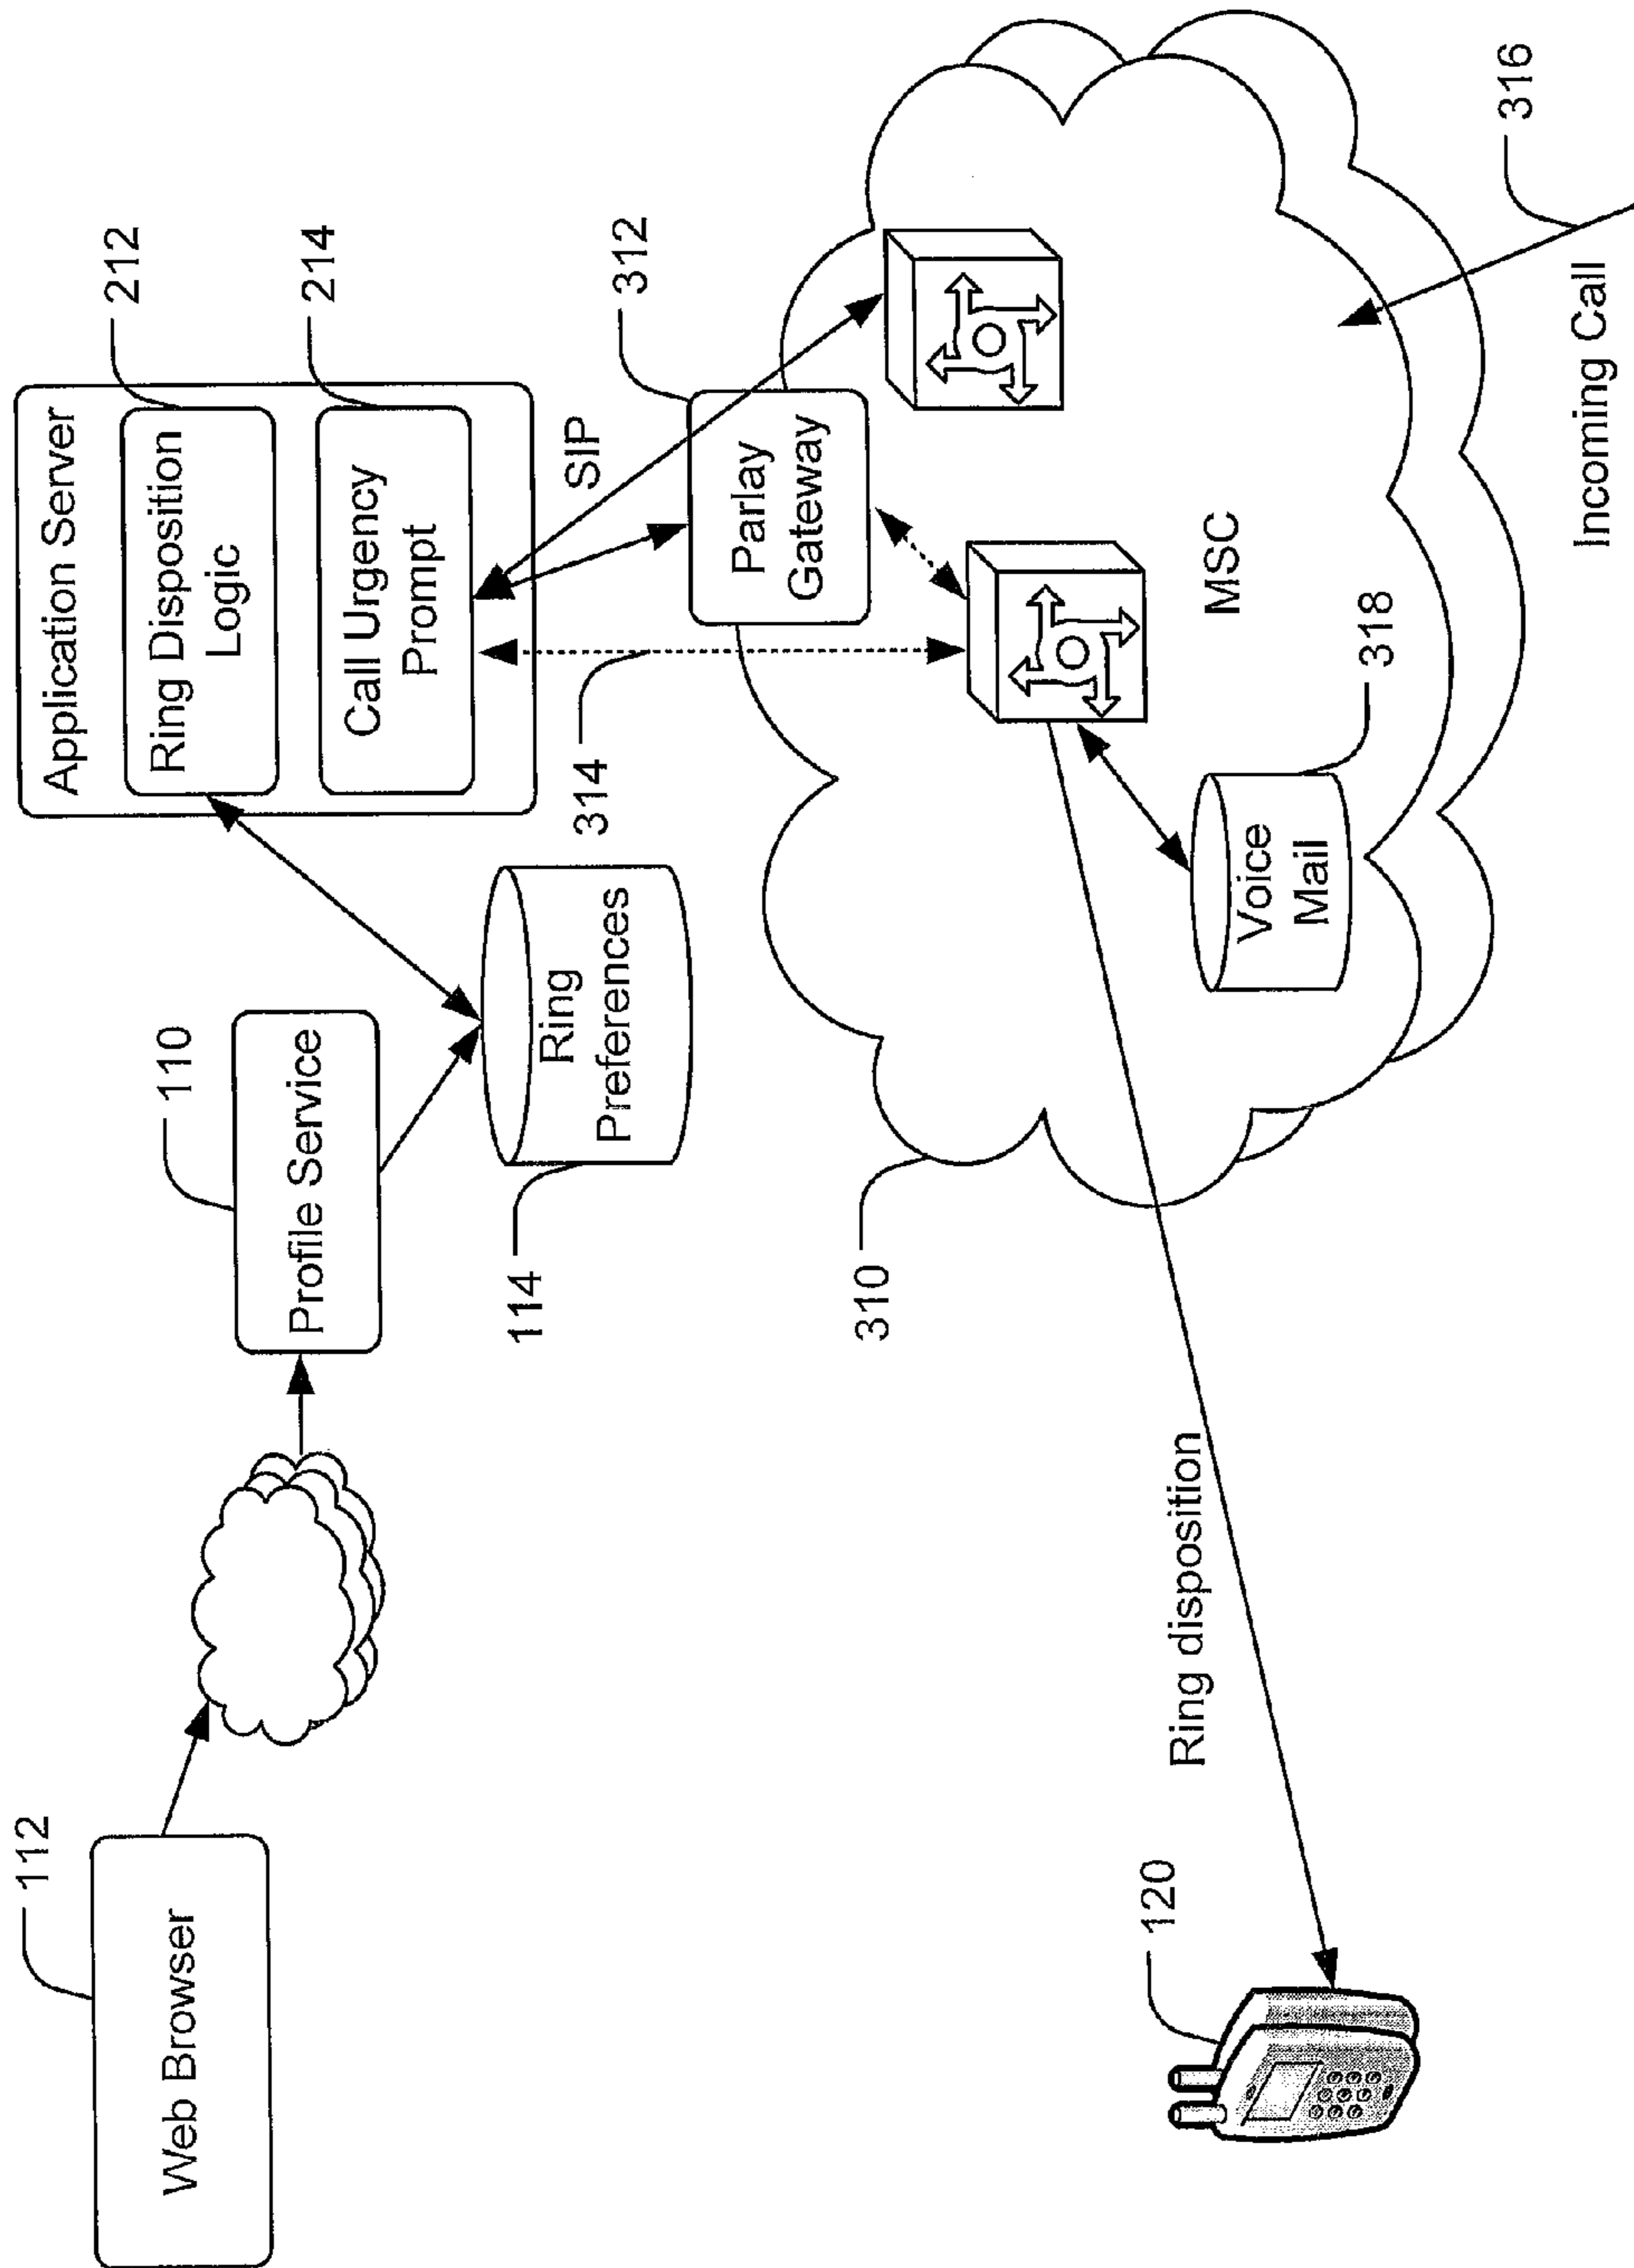 112
Web Browser
110
Profile Service
114
Ring
Preferences
Application Server
212
Ring Disposition
Logic
214
Call Urgency
Prompt
SIP
314
312
Parlay
Gateway
310
MSC
318
Voice
Mail
316
Incoming Call
Ring disposition
120